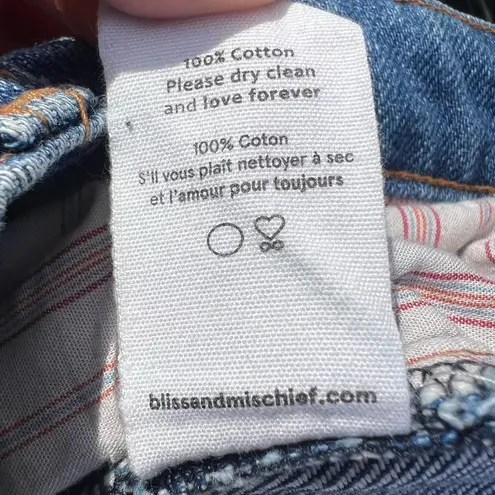 100% Cotton
Please dry clean
and love forever
100% Coton
S'il vous plaît nettoyer à sec
et l'amour pour toujours
blissandmischief.com